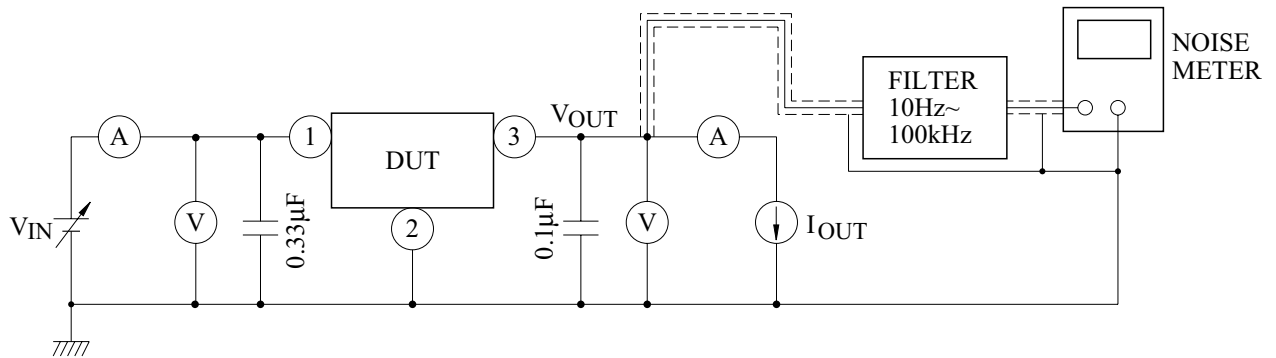 NOISE
METER
FILTER
10Hz~
100kHz
VOUT
A
1
DUT
3
A
VIN
V
0.33µF
2
0.1µF
V
IOUT